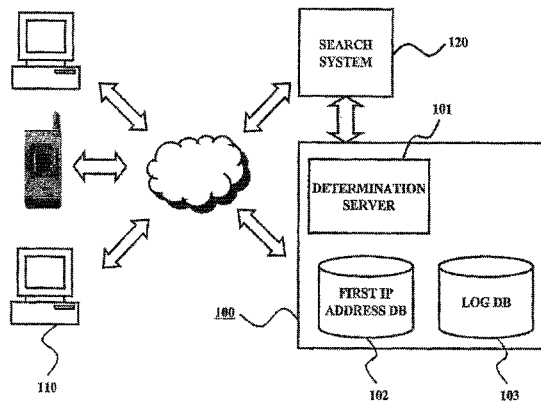 SEARCH
SYSTEM
120
101
DETERMINATION
SERVER
FIRST IP
ADDRESS DB
LOG DB
100
110
102
103